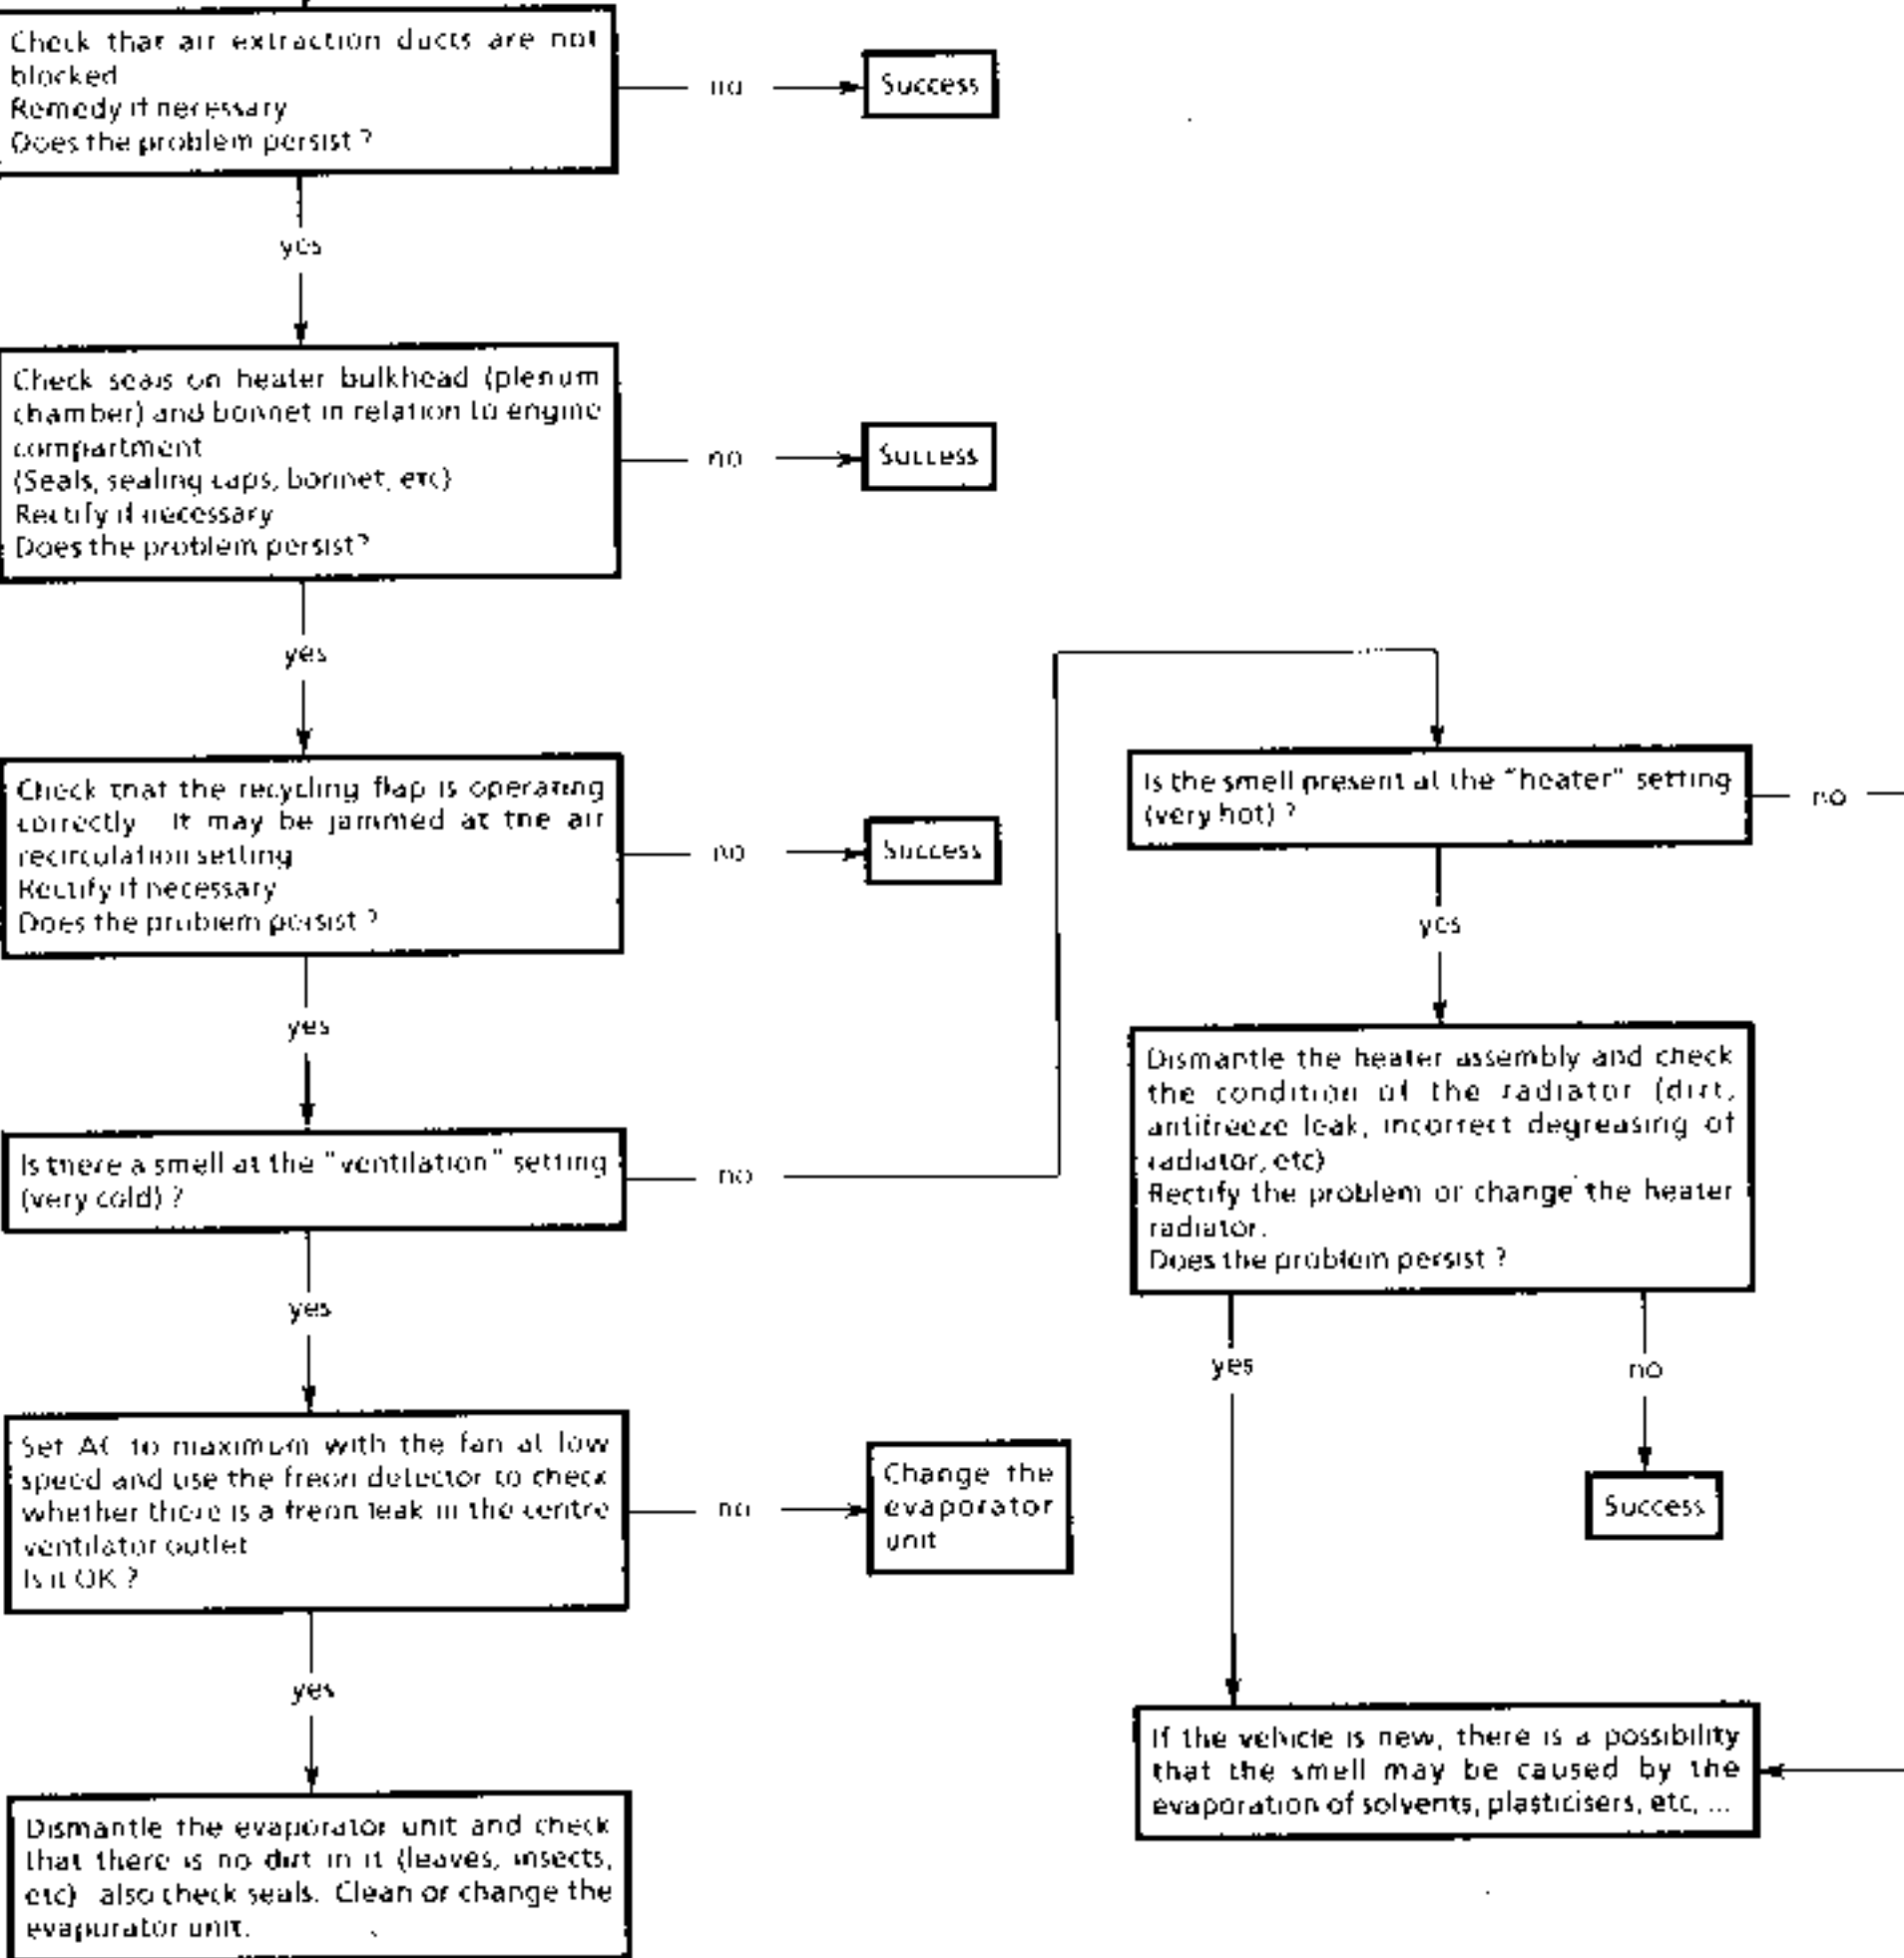 Check that air extraction ducts are not
blocked
Remedy if necessary
Does the problem persist ?
no
Success
yes
Check seals on heater bulkhead (plenum
chamber) and bonnet in relation to engine
compartment
(Seals, sealing caps, bonnet, etc)
Rectify if necessary
Does the problem persist?
no
Success
yes
Check that the recycling flap is operating
correctly It may be jammed at the air
recirculation setting
Rectify if necessary
Does the problem persist ?
no
Success
yes
Is there a smell at the "ventilation" setting
(very cold) ?
no
yes
Set AC to maximum with the fan at low
speed and use the freon detector to check
whether there is a freon leak in the centre
ventilator outlet
Is it OK ?
no
Change the
evaporator
unit
yes
Dismantle the evaporator unit and check
that there is no dirt in it (leaves, insects,
etc) also check seals. Clean or change the
evaporator unit.
Is the smell present at the "heater" setting
(very hot) ?
no
yes
Dismantle the heater assembly and check
the condition of the radiator (dirt,
antifreeze leak, incorrect degreasing of
radiator, etc)
Rectify the problem or change the heater
radiator.
Does the problem persist ?
yes
no
Success
If the vehicle is new, there is a possibility
that the smell may be caused by the
evaporation of solvents, plasticisers, etc, ...